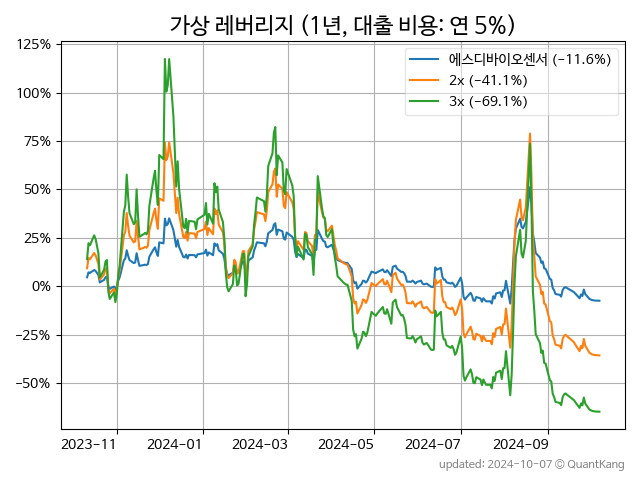 가상 레버리지 (1년, 대출 비용: 연 5%)
125%
100%
75%
50%
25%
0%
−25%
−50%
에스디바이오센서 (-11.6%)
2x (-41.1%)
3x (-69.1%)
2023-11
2024-01
2024-03
2024-05
2024-07
2024-09
updated: 2024-10-07 © QuantKang